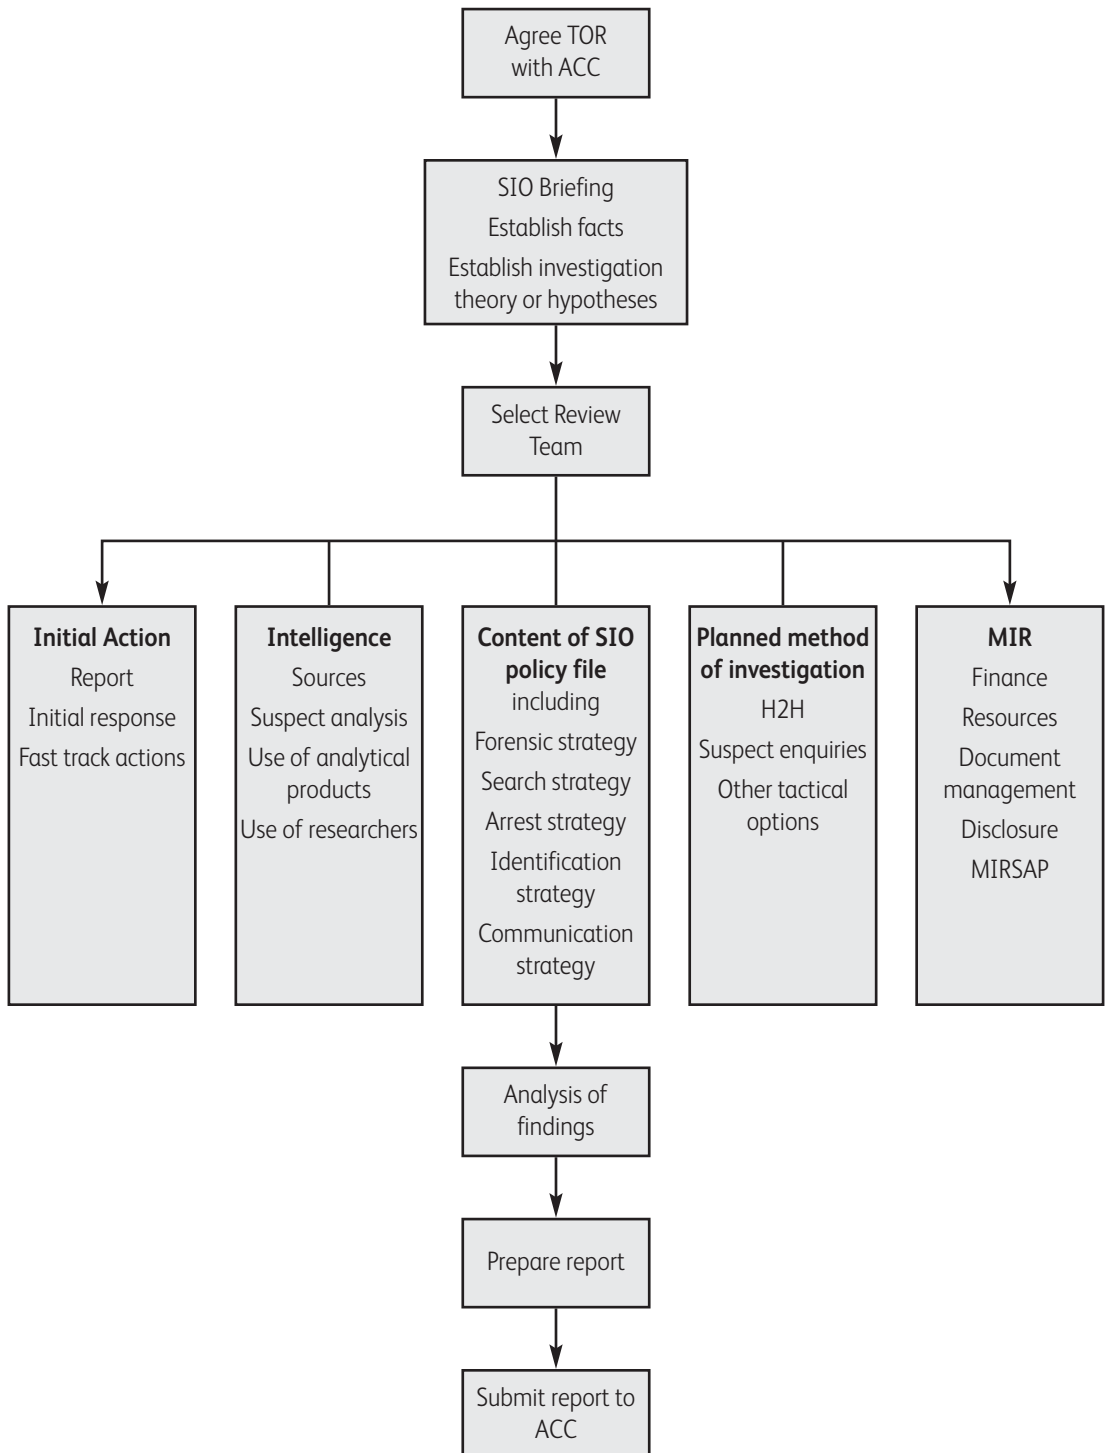 Agree TOR
with ACC
SIO Briefing
Establish facts
Establish investigation
theory or hypotheses
Select Review
Team
Initial Action
Report
Initial response
Fast track actions
Intelligence
Sources
Suspect analysis
Use of analytical
products
Use of researchers
Content of SIO
policy file
including
Forensic strategy
Search strategy
Arrest strategy
Identification
strategy
Communication
strategy
Planned method
of investigation
H2H
Suspect enquiries
Other tactical
options
MIR
Finance
Resources
Document
management
Disclosure
MIRSAP
Analysis of
findings
Prepare report
Submit report to
ACC